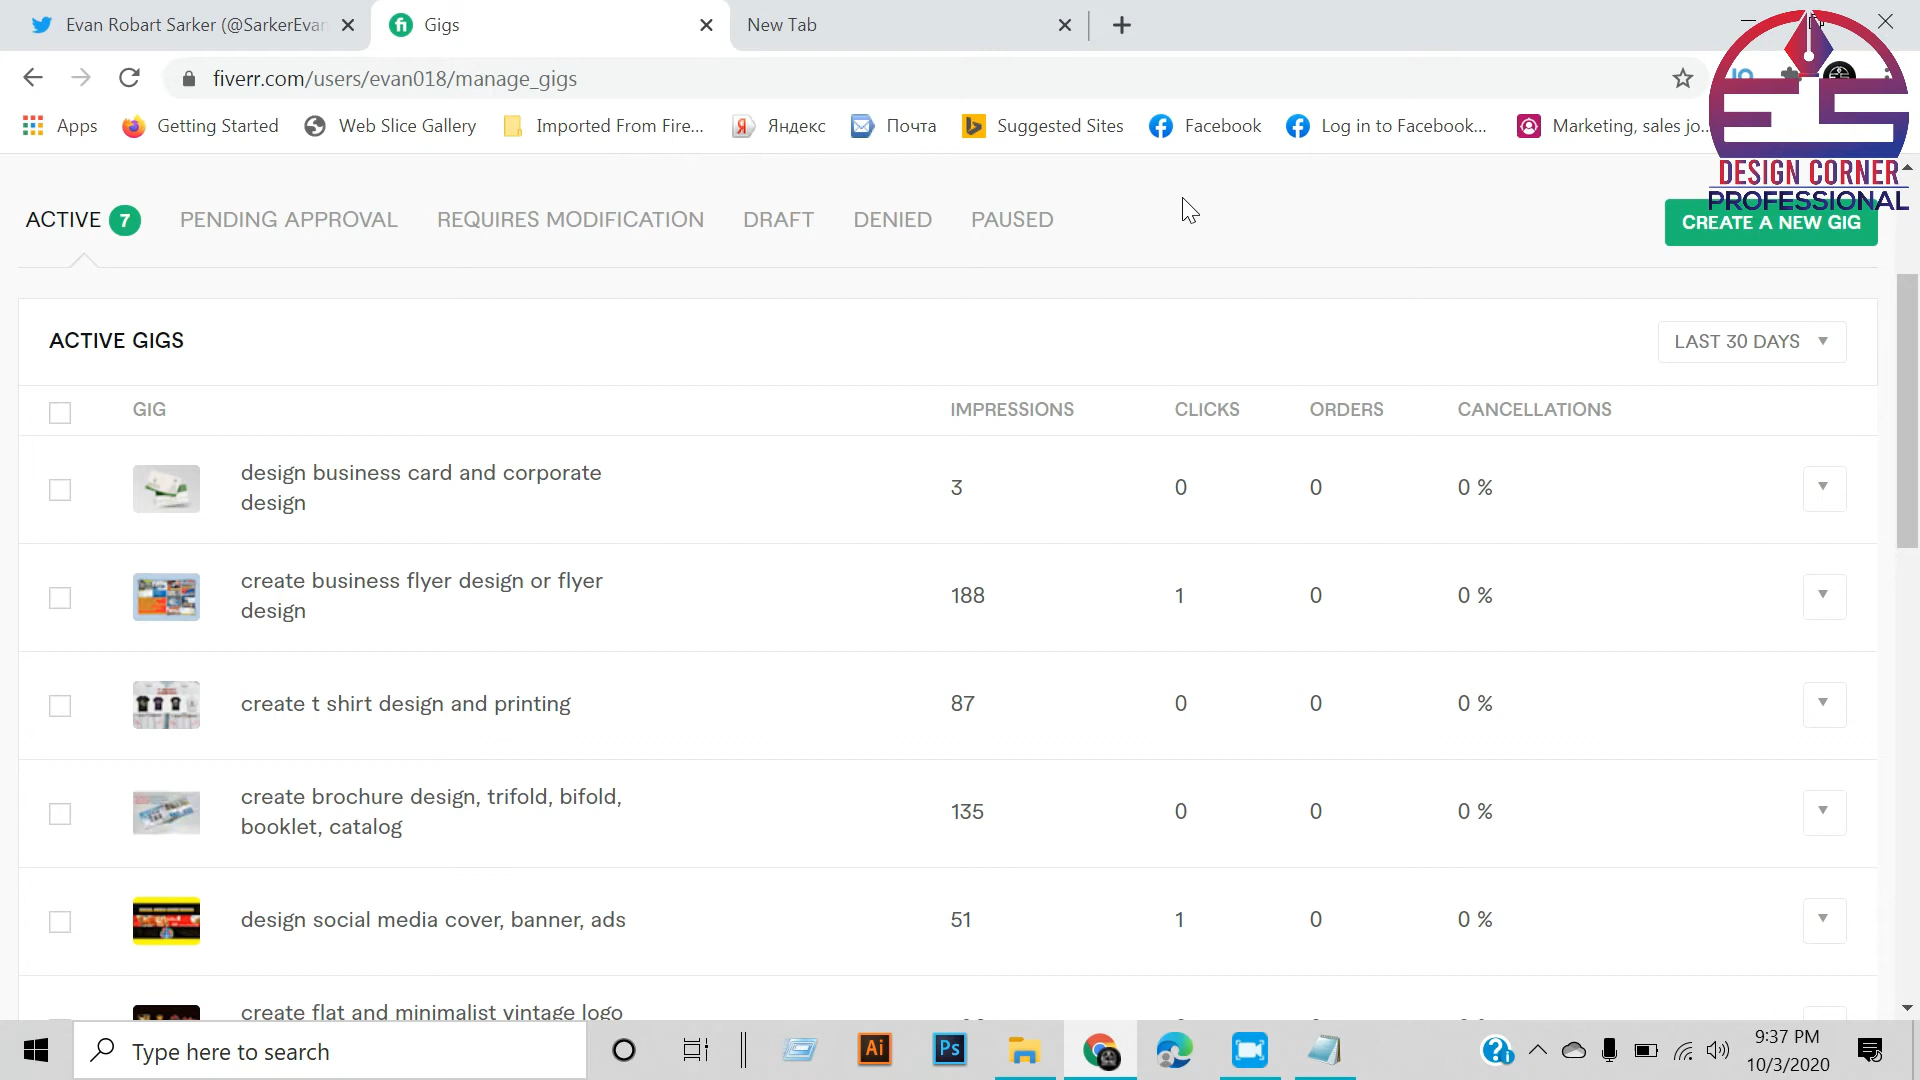 Evan Robart Sarker (@SarkerEvan
Gigs
New Tab
fiverr.com/users/evan018/manage_gigs
Apps
Getting Started
Web Slice Gallery
Imported From Fire...
Яндекс
Почта
Suggested Sites
Facebook
Log in to Facebook...
Marketing, sales jo...
DESIGN CORNER
PROFESSIONAL
ACTIVE 7
PENDING APPROVAL
REQUIRES MODIFICATION
DRAFT
DENIED
PAUSED
CREATE A NEW GIG
ACTIVE GIGS
LAST 30 DAYS
GIG IMPRESSIONS CLICKS ORDERS CANCELLATIONS
design business card and corporate
design
3 0 0 0 %
create business flyer design or flyer
design
188 1 0 0 %
create t shirt design and printing 87 0 0 0 %
create brochure design, trifold, bifold,
booklet, catalog
135 0 0 0 %
design social media cover, banner, ads 51 1 0 0 %
create flat and minimalist vintage logo
Type here to search
Ai
Ps
9:37 PM
10/3/2020